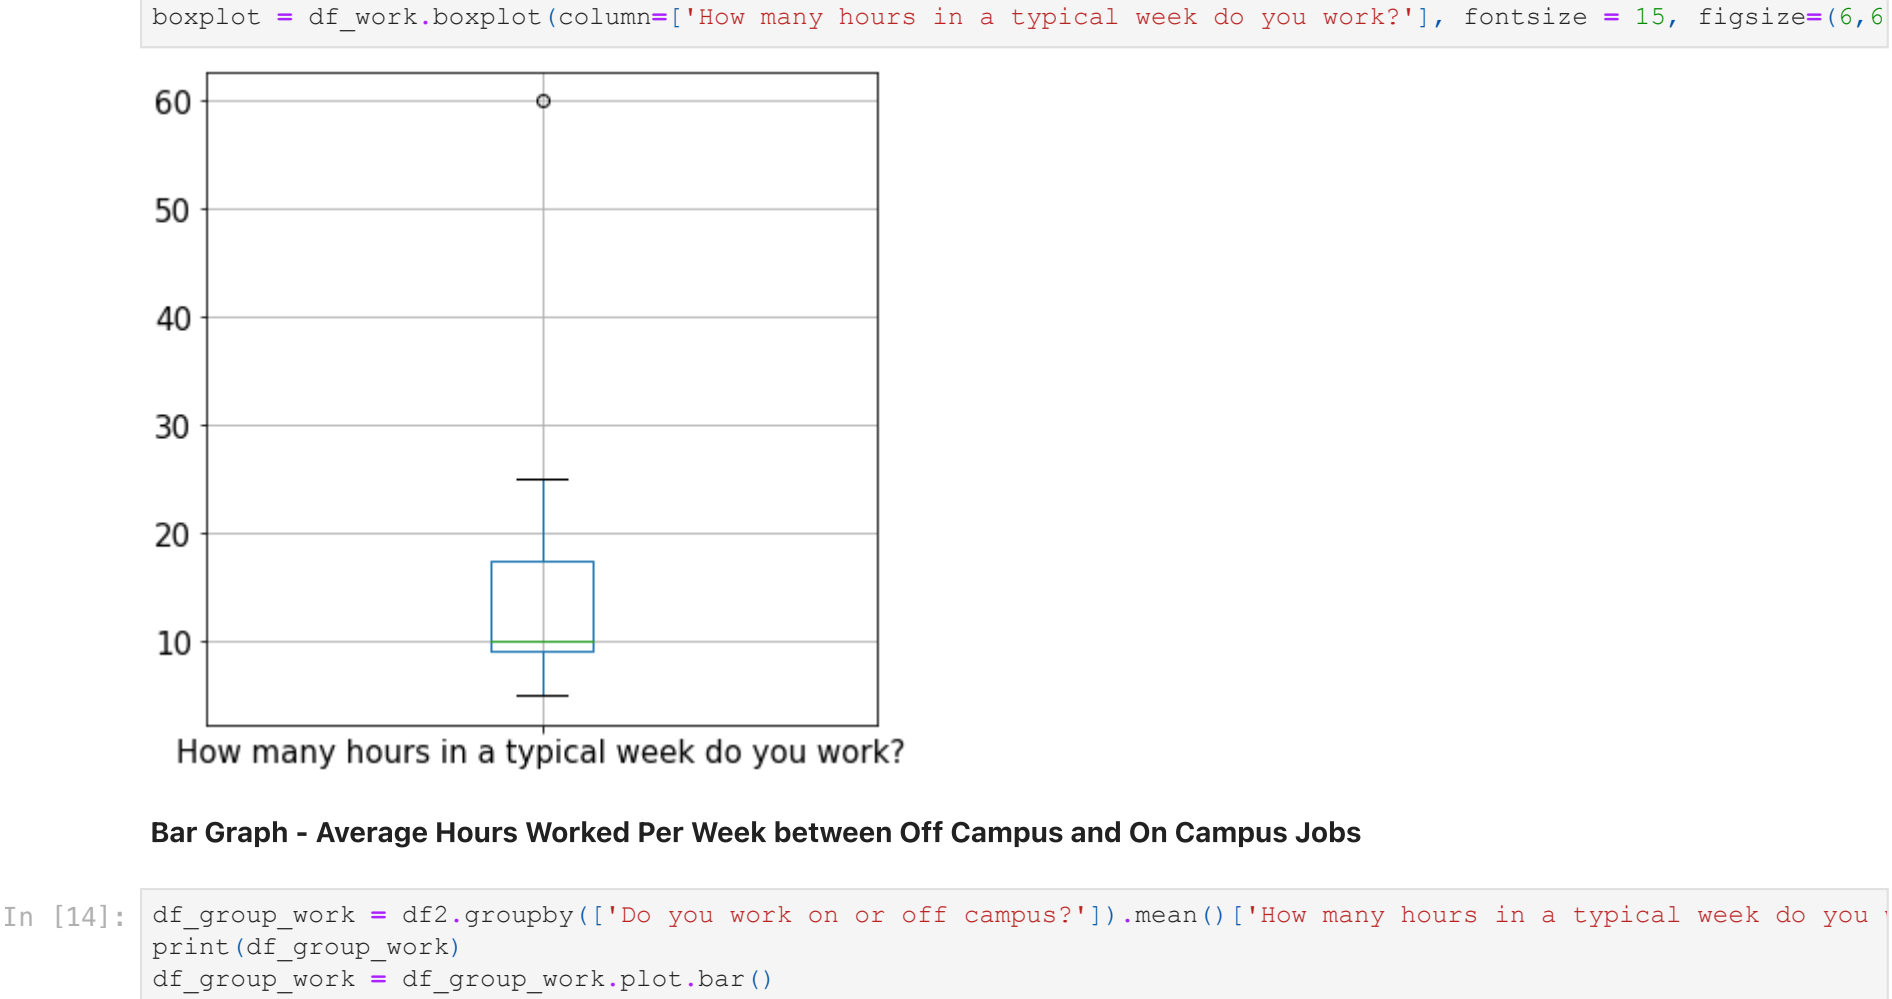 boxplot = df_work.boxplot(column=['How many hours in a typical week do you work?'], fontsize = 15, figsize=(6,6
60
50
40
30
20
10
How many hours in a typical week do you work?
Bar Graph - Average Hours Worked Per Week between Off Campus and On Campus Jobs
In [14]: df_group_work = df2.groupby(['Do you work on or off campus?']).mean()['How many hours in a typical week do you
print(df_group_work)
df_group_work = df_group_work.plot.bar()